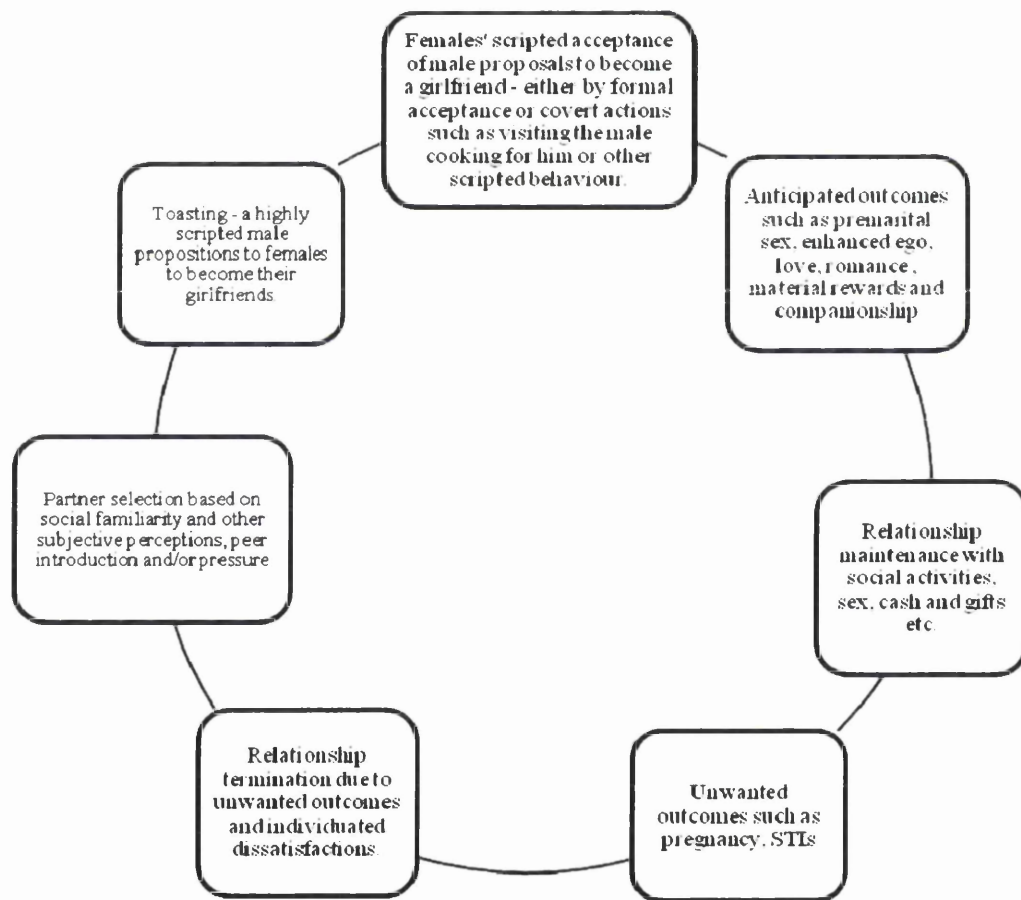 Females' scripted acceptance
of male proposals to become
a girlfriend - either by formal
acceptance or covert actions
such as visiting the male
cooking for him or other
scripted behaviour.
Anticipated outcomes
such as premarital
sex, enhanced ego,
love, romance,
material rewards and
companionship
Relationship
maintenance with
social activities,
sex, cash and gifts
etc.
Unwanted
outcomes such as
pregnancy, STIs
Relationship
termination due to
unwanted outcomes
and individuated
dissatisfactions.
Partner selection based on
social familiarity and other
subjective perceptions, peer
introduction and/or pressure
Toasting - a highly
scripted male
propositions to females
to become their
girlfriends.